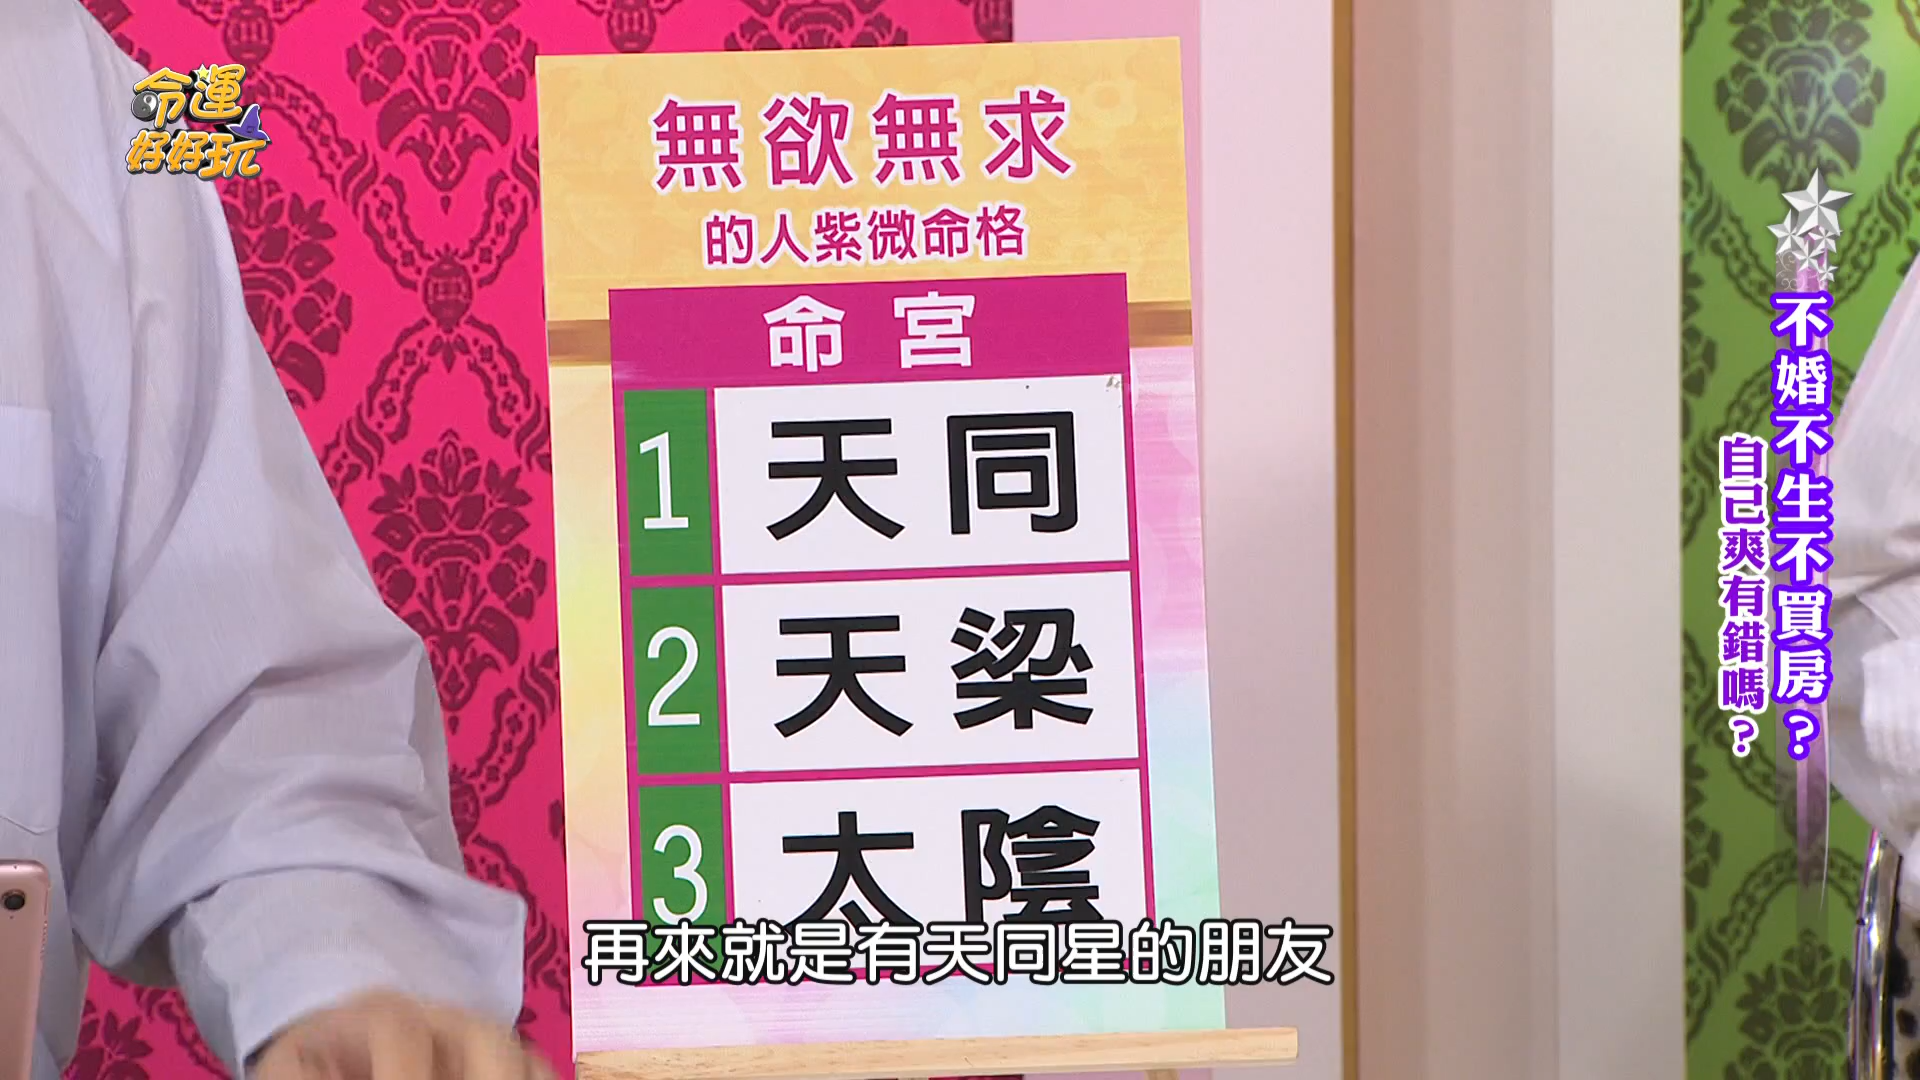 命運
好好玩
無欲無求
的人紫微命格
命宮
1 天同
2 天梁
3 太陰
不婚不生不買房？
自己爽有錯嗎？
再來就是有天同星的朋友